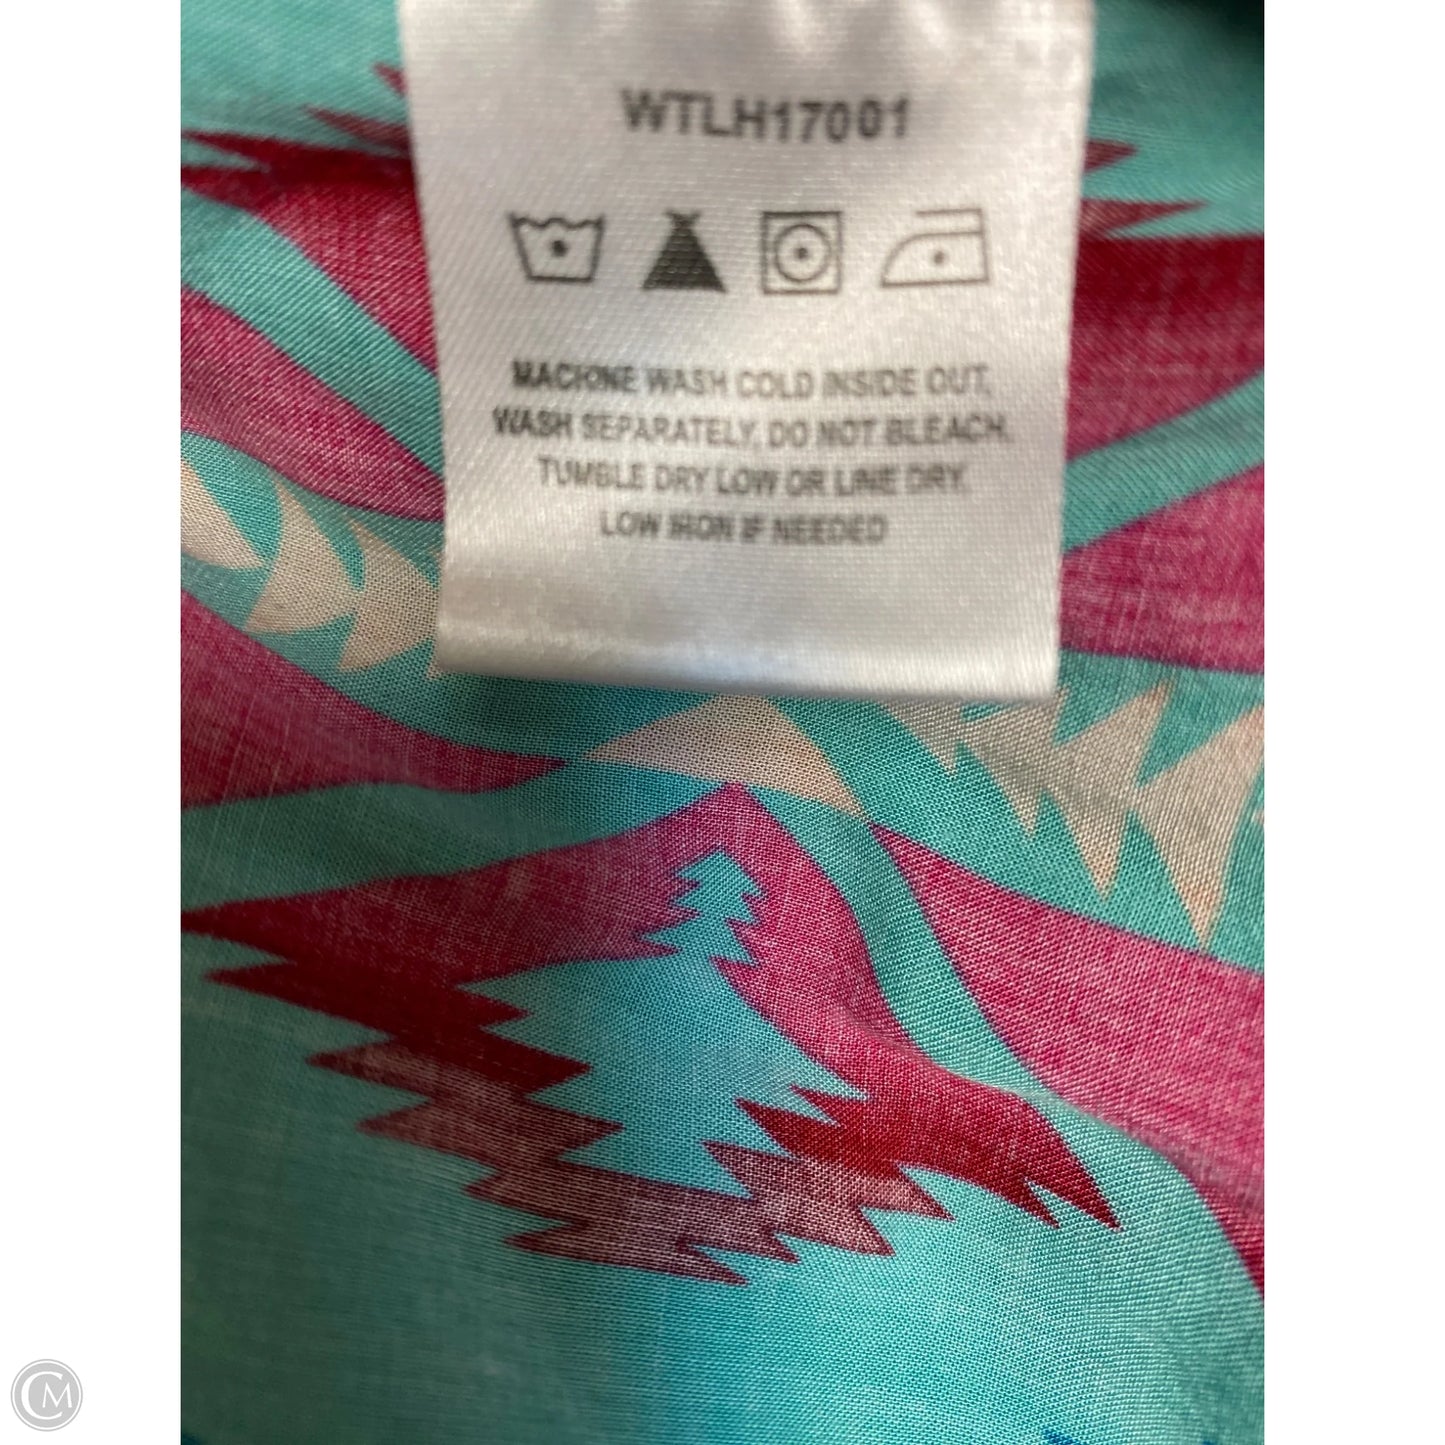 WTLH17001
MACHINE WASH COLD INSIDE OUT,
WASH SEPARATELY, DO NOT BLEACH,
TUMBLE DRY LOW OR LINE DRY,
LOW IRON IF NEEDED
CM